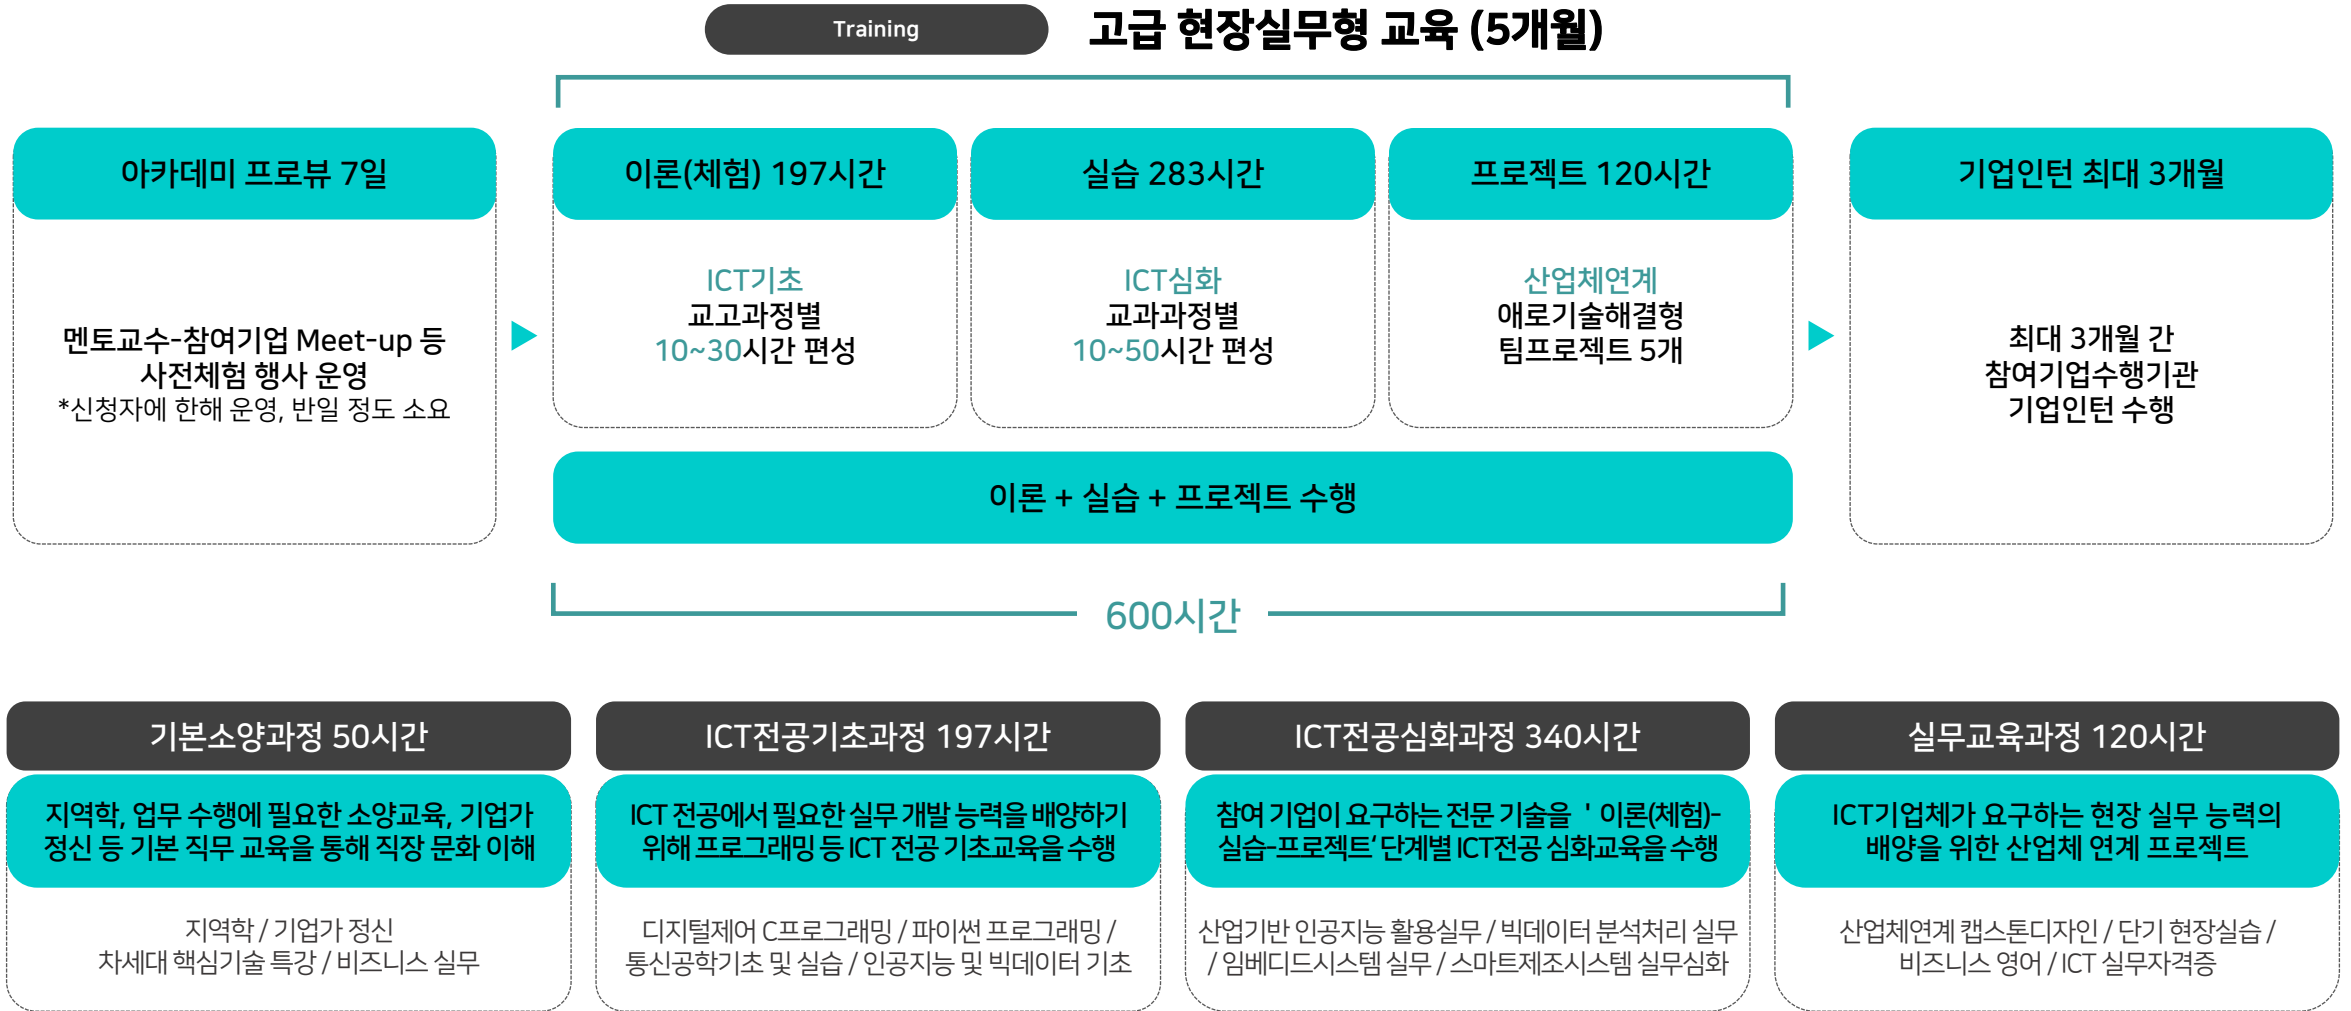 Training
고급 현장실무형 교육 (5개월)
아카데미 프로뷰 7일
멘토교수-참여기업 Meet-up 등
사전체험 행사 운영
*신청자에 한해 운영, 반일 정도 소요
이론(체험) 197시간
ICT기초
교고과정별
10~30시간 편성
실습 283시간
ICT심화
교과과정별
10~50시간 편성
프로젝트 120시간
산업체연계
애로기술해결형
팀프로젝트 5개
이론 + 실습 + 프로젝트 수행
600시간
기업인턴 최대 3개월
최대 3개월 간
참여기업수행기관
기업인턴 수행
기본소양과정 50시간
지역학, 업무 수행에 필요한 소양교육, 기업가
정신 등 기본 직무 교육을 통해 직장 문화 이해
지역학 / 기업가 정신
차세대 핵심기술 특강 / 비즈니스 실무
ICT전공기초과정 197시간
ICT 전공에서 필요한 실무 개발 능력을 배양하기
위해 프로그래밍 등 ICT 전공 기초교육을 수행
디지털제어 C프로그래밍 / 파이썬 프로그래밍 /
통신공학기초 및 실습 / 인공지능 및 빅데이터 기초
ICT전공심화과정 340시간
참여 기업이 요구하는 전문 기술을 ' 이론(체험)-
실습-프로젝트‘ 단계별 ICT전공 심화교육을 수행
산업기반 인공지능 활용실무 / 빅데이터 분석처리 실무
/ 임베디드시스템 실무 / 스마트제조시스템 실무심화
실무교육과정 120시간
ICT기업체가 요구하는 현장 실무 능력의
배양을 위한 산업체 연계 프로젝트
산업체연계 캡스톤디자인 / 단기 현장실습 /
비즈니스 영어 / ICT 실무자격증